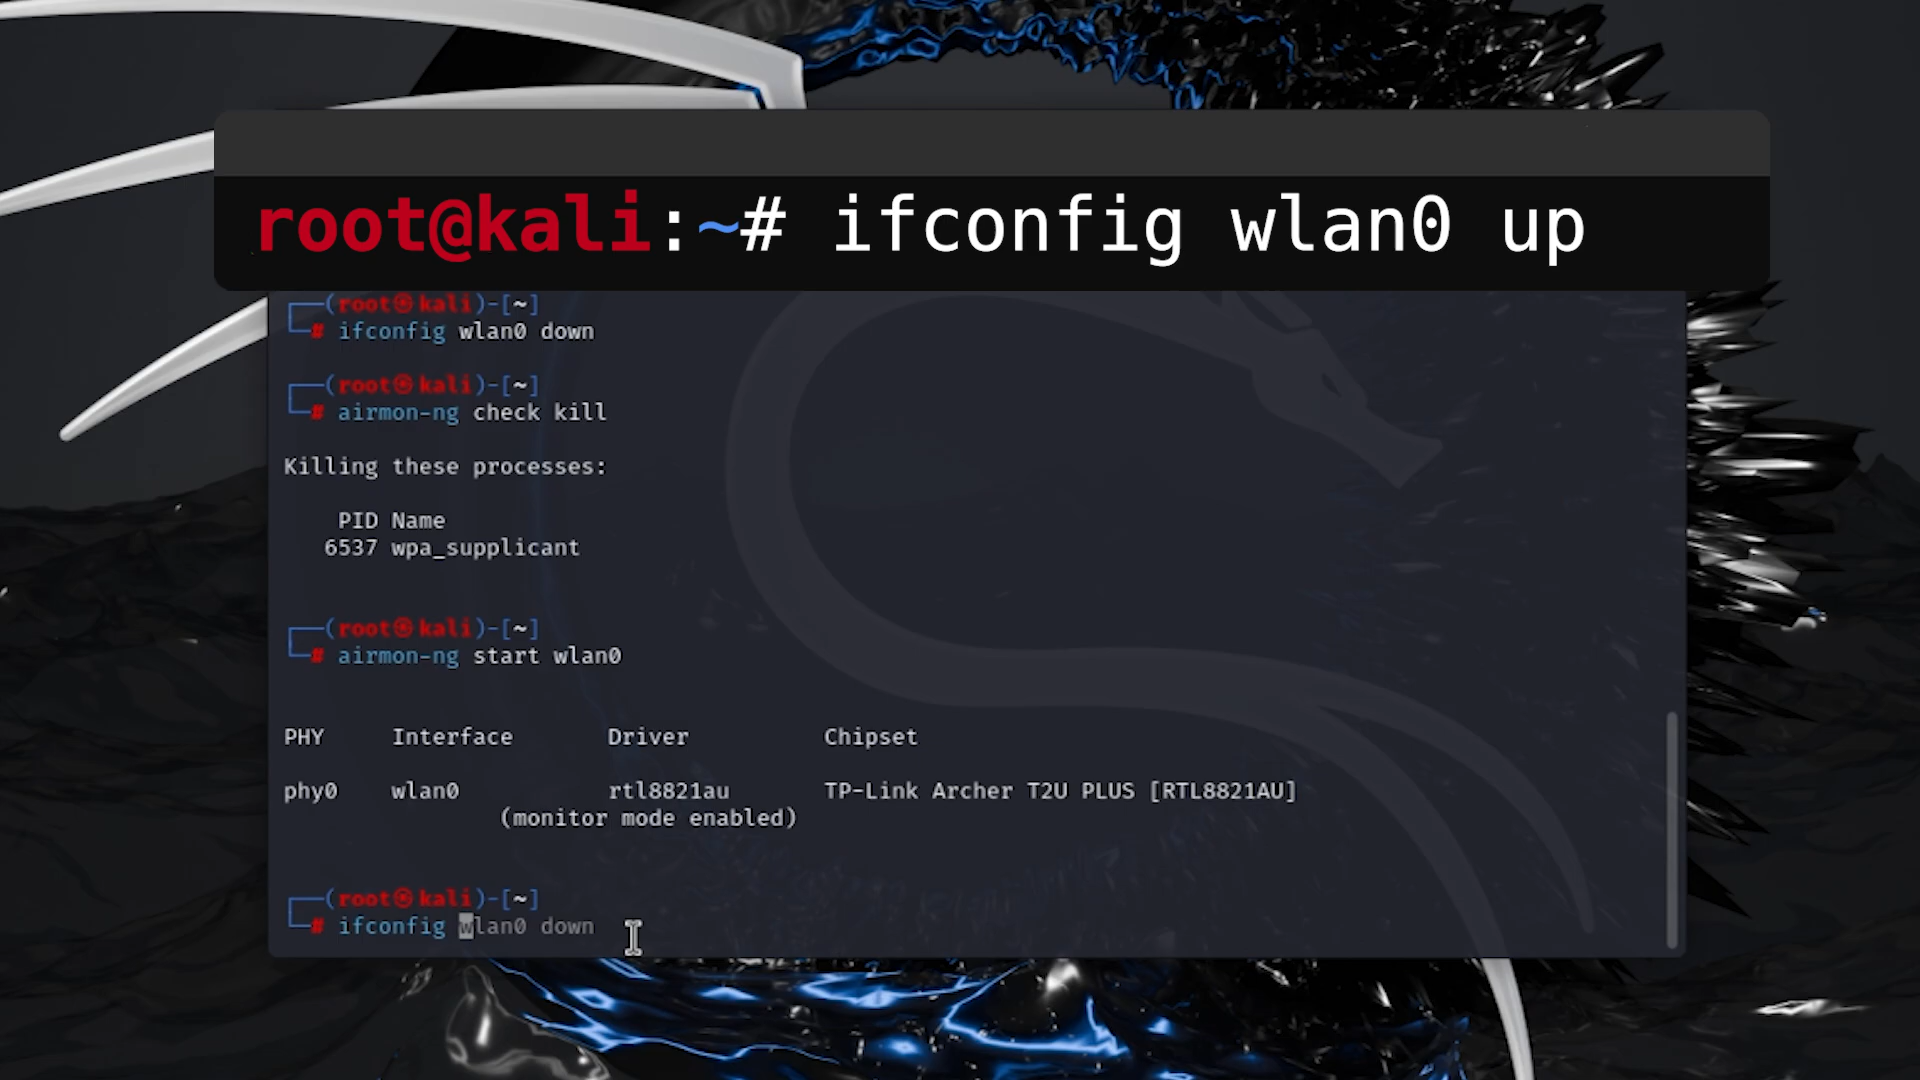 root@kali:~# ifconfig wlan0 up
┌──(root㉿kali)-[~]
└─# ifconfig wlan0 down
┌──(root㉿kali)-[~]
└─# airmon-ng check kill
Killing these processes:
PID Name
6537 wpa_supplicant
┌──(root㉿kali)-[~]
└─# airmon-ng start wlan0
PHY Interface Driver Chipset
phy0 wlan0 rtl8821au TP-Link Archer T2U PLUS [RTL8821AU]
(monitor mode enabled)
┌──(root㉿kali)-[~]
└─# ifconfig wlan0 down